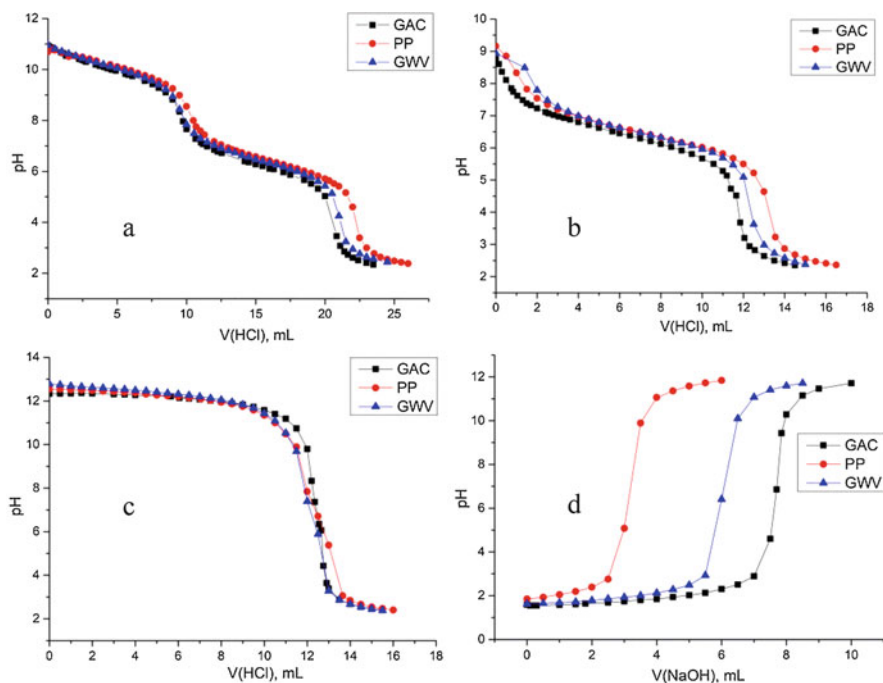 a
GAC
PP
GWV
12
10
8
6
4
2
pH
0 5 10 15 20 25
V(HCl), mL
b
GAC
PP
GWV
10
9
8
7
6
5
4
3
2
1
pH
0 2 4 6 8 10 12 14 16 18
V(HCl), mL
c
GAC
PP
GWV
14
12
10
8
6
4
2
pH
0 2 4 6 8 10 12 14 16 18
V(HCl), mL
d
GAC
PP
GWV
12
10
8
6
4
2
0
pH
0 2 4 6 8 10
V(NaOH), mL